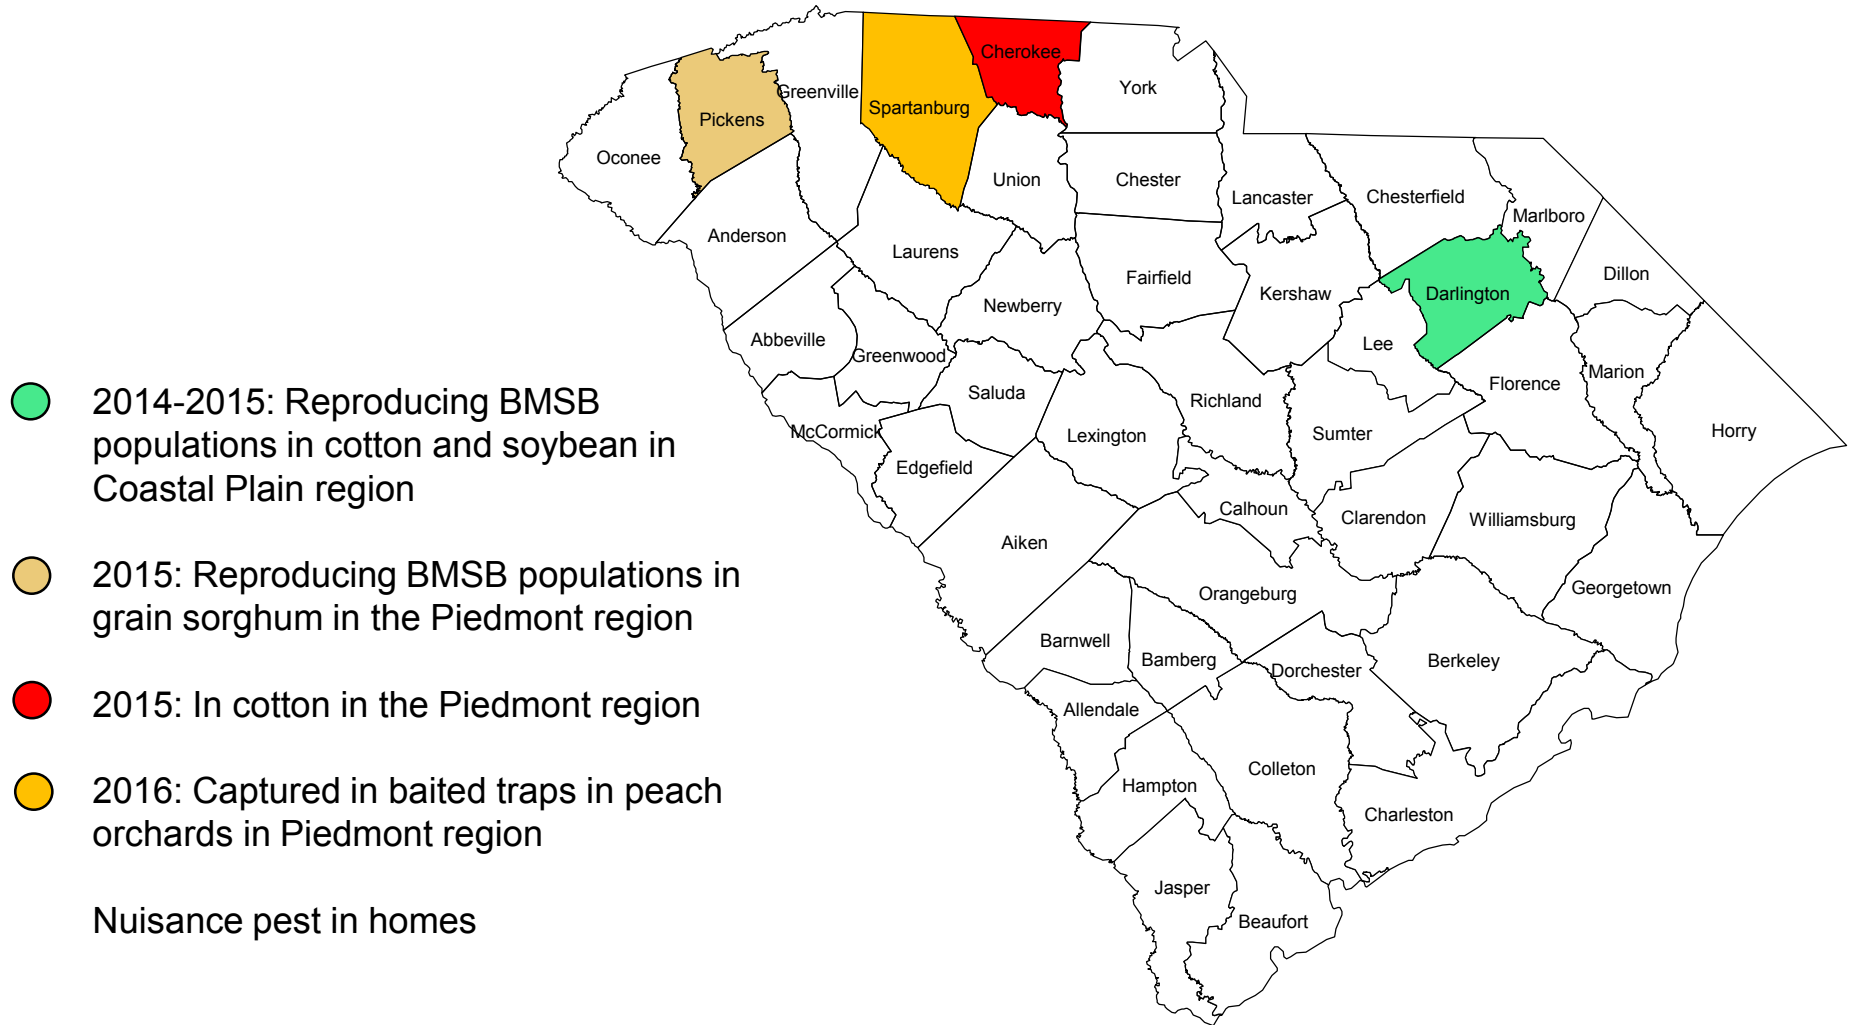 2014-2015: Reproducing BMSB
populations in cotton and soybean in
Coastal Plain region
2015: Reproducing BMSB populations in
grain sorghum in the Piedmont region
2015: In cotton in the Piedmont region
2016: Captured in baited traps in peach
orchards in Piedmont region
Nuisance pest in homes
Cherokee
York
Greenville
Spartanburg
Pickens
Oconee
Union
Chester
Lancaster
Chesterfield
Marlboro
Anderson
Laurens
Fairfield
Dillon
Newberry
Kershaw
Darlington
Abbeville
Greenwood
Lee
Marion
Florence
Saluda
Richland
McCormick
Lexington
Sumter
Horry
Edgefield
Calhoun
Clarendon
Williamsburg
Aiken
Orangeburg
Georgetown
Barnwell
Bamberg
Dorchester
Berkeley
Allendale
Colleton
Hampton
Charleston
Jasper
Beaufort